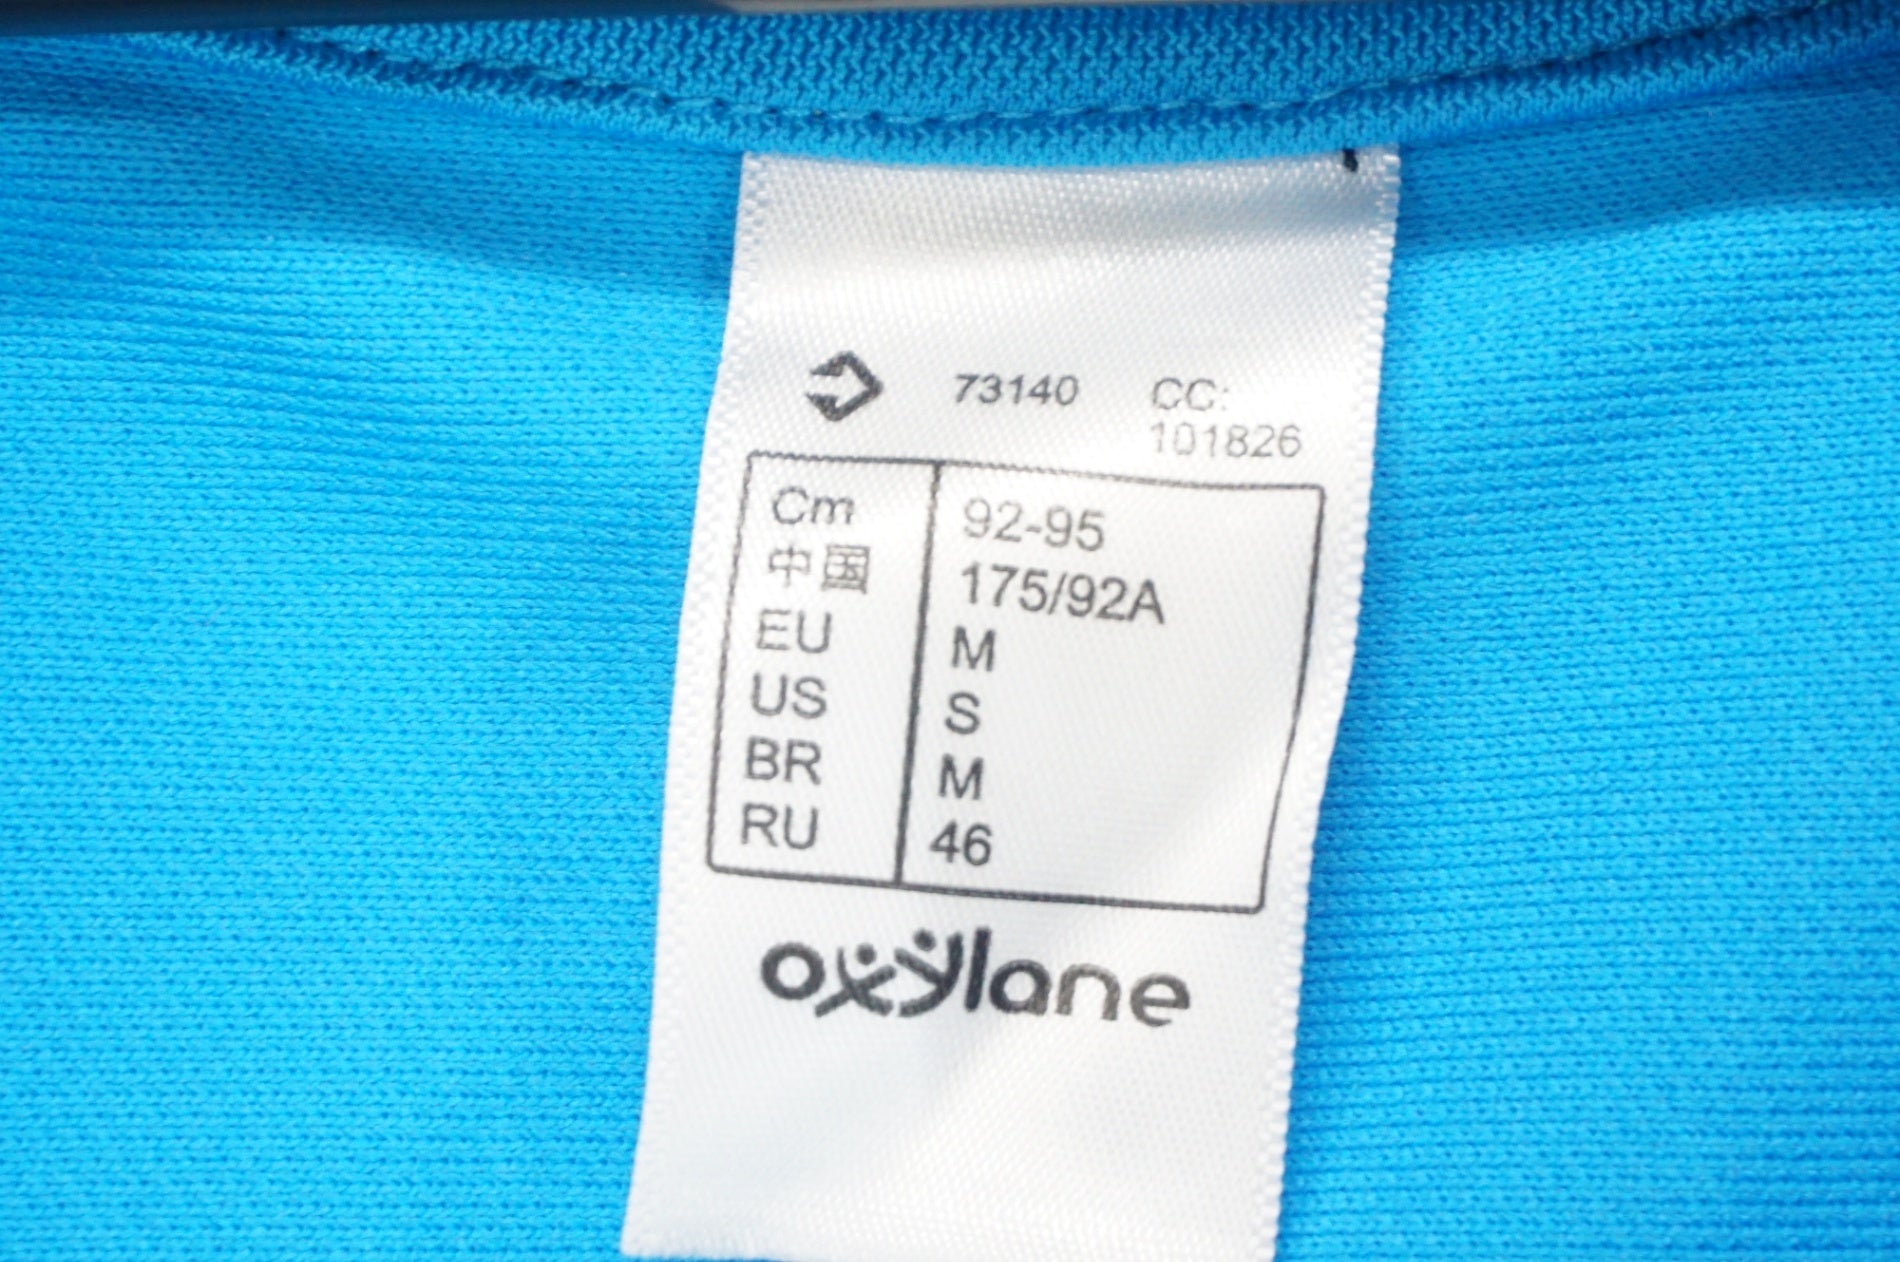 73140 CC:
101826
Cm 92-95
中国 175/92A
EU M
US S
BR M
RU 46
oxylane